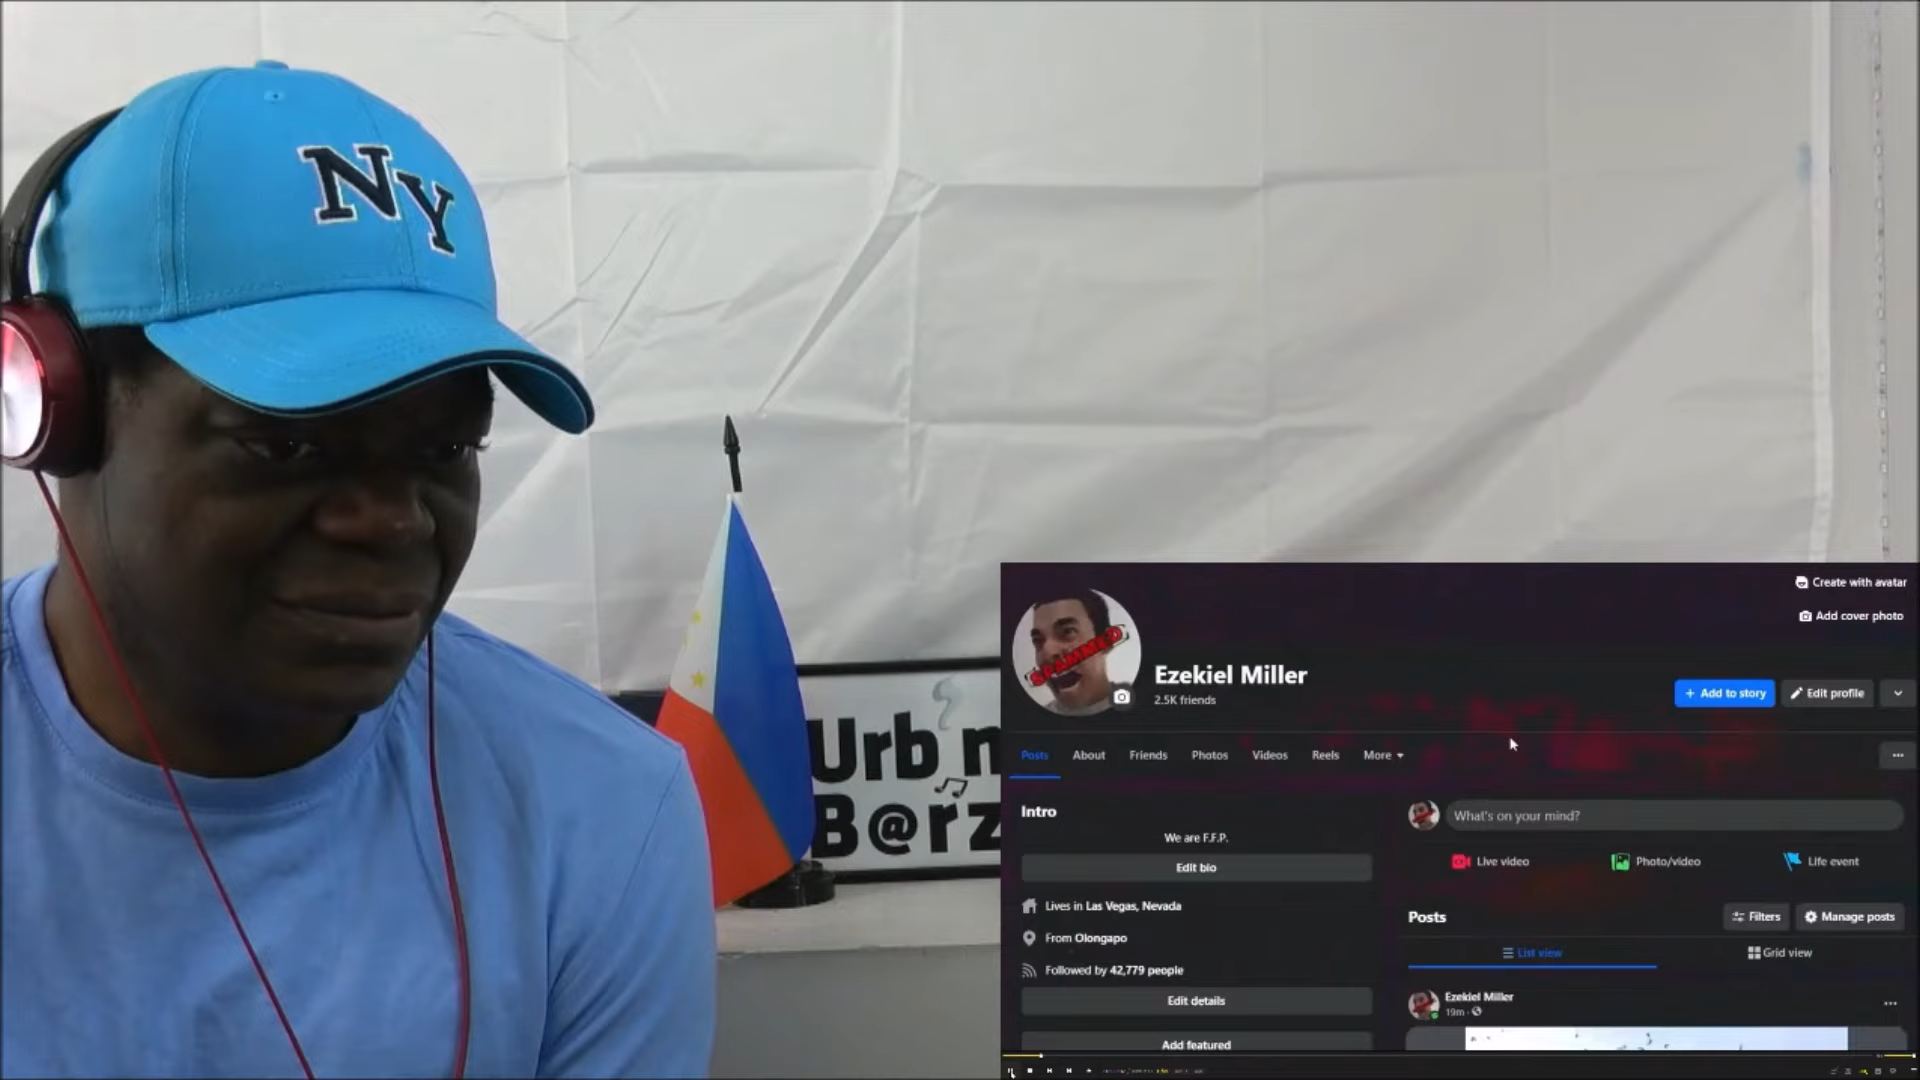 NY
Urb n
B@rz
Create with avatar
Add cover photo
SPAMMED
Ezekiel Miller
2.5K friends
+ Add to story
Edit profile
Posts
About
Friends
Photos
Videos
Reels
More
Intro
We are F.F.P.
Edit bio
Lives in Las Vegas, Nevada
From Olongapo
Followed by 42,779 people
Edit details
Add featured
What's on your mind?
Live video
Photo/video
Life event
Posts
Filters
Manage posts
List view
Grid view
Ezekiel Miller
19m